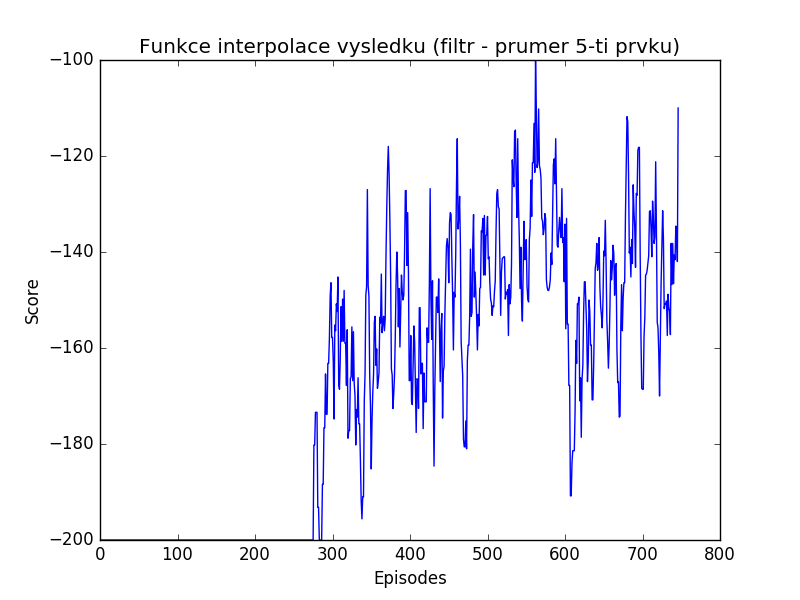 Funkce interpolace vysledku (filtr - prumer 5-ti prvku)
−100
−120
−140
−160
−180
−200
Score
0 100 200 300 400 500 600 700 800
Episodes